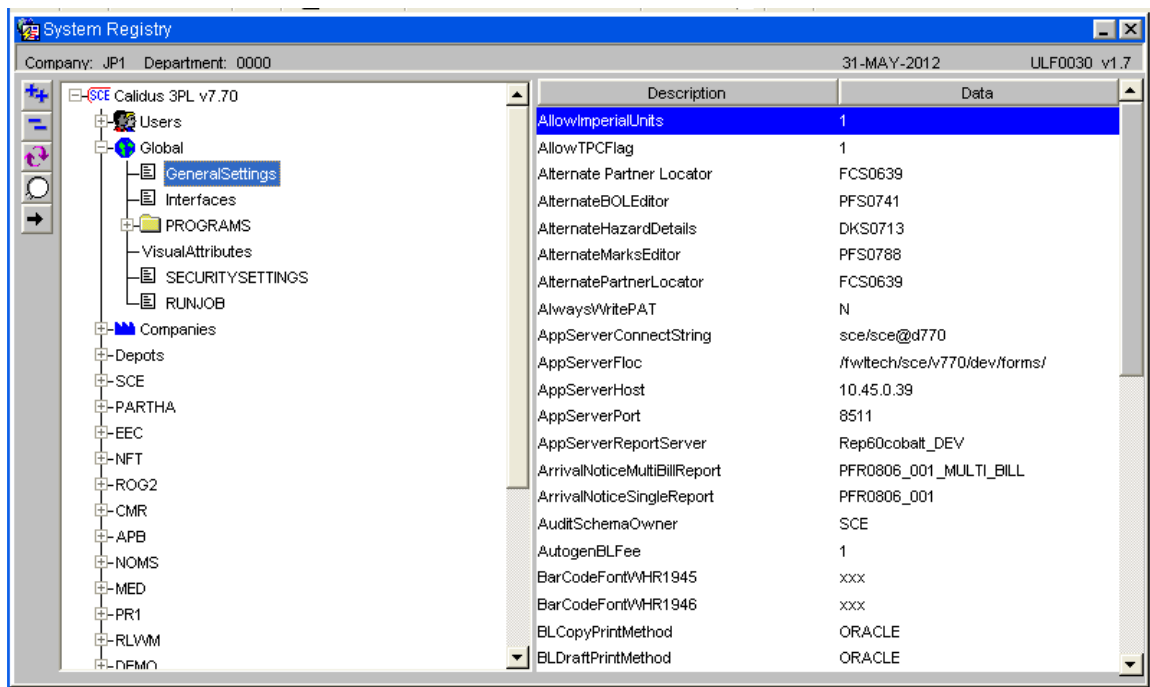 System Registry
Company: JP1 Department: 0000 31-MAY-2012 ULF0030 v1.7
SCE Calidus 3PL v7.70
Users
Global
GeneralSettings
Interfaces
PROGRAMS
VisualAttributes
SECURITYSETTINGS
RUNJOB
Companies
Depots
SCE
PARTHA
EEC
NFT
ROG2
CMR
APB
NOMS
MED
PR1
RLWM
DEMO
Description Data
AllowImperialUnits 1
AllowTPCFlag 1
Alternate Partner Locator FCS0639
AlternateBOLEditor PFS0741
AlternateHazardDetails DKS0713
AlternateMarksEditor PFS0788
AlternatePartnerLocator FCS0639
AlwaysWritePAT N
AppServerConnectString sce/sce@d770
AppServerFloc /fwltech/sce/v770/dev/forms/
AppServerHost 10.45.0.39
AppServerPort 8511
AppServerReportServer Rep60cobalt_DEV
ArrivalNoticeMultiBillReport PFR0806_001_MULTI_BILL
ArrivalNoticeSingleReport PFR0806_001
AuditSchemaOwner SCE
AutogenBLFee 1
BarCodeFontWHR1945 xxx
BarCodeFontWHR1946 xxx
BLCopyPrintMethod ORACLE
BLDraftPrintMethod ORACLE